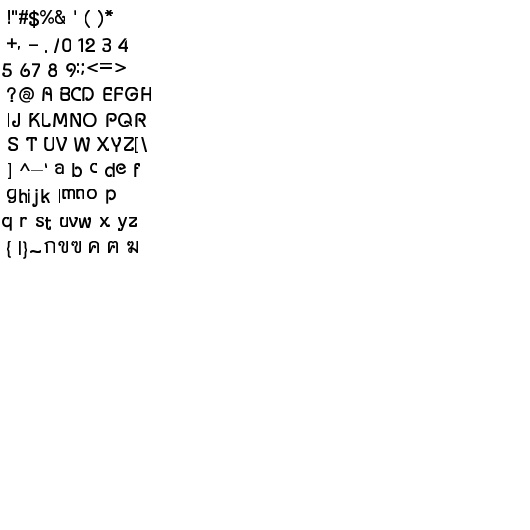 !"#$%& ' ( )*
+, - . /0 12 3 4
5 67 8 9:;<=>
?@ A BCD EFGH
IJ KLMNO PQR
S T UV W XYZ[\
] ^_` a b c de f
ghijk lmno p
q r st uvw x yz
{ |}~กขฃ ค ฅ ฆ